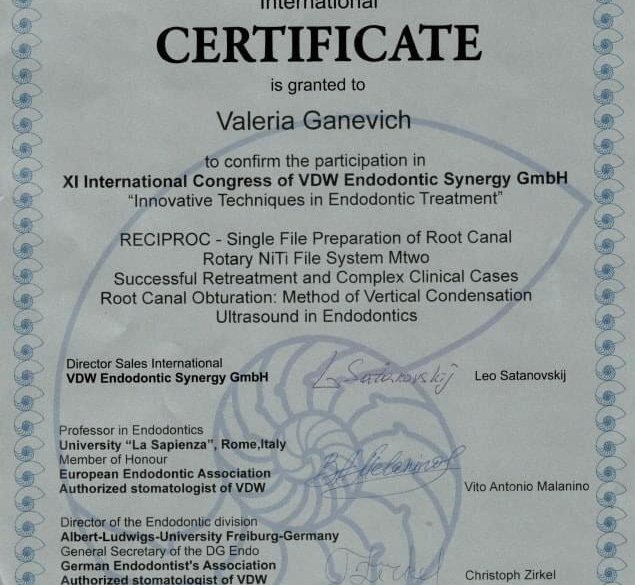 International
CERTIFICATE
is granted to
Valeria Ganevich
to confirm the participation in
XI International Congress of VDW Endodontic Synergy GmbH
“Innovative Techniques in Endodontic Treatment”
RECIPROC - Single File Preparation of Root Canal
Rotary NiTi File System Mtwo
Successful Retreatment and Complex Clinical Cases
Root Canal Obturation: Method of Vertical Condensation
Ultrasound in Endodontics
Director Sales International
VDW Endodontic Synergy GmbH
L Satanovskij
Leo Satanovskij
Professor in Endodontics
University “La Sapienza”, Rome,Italy
Member of Honour
European Endodontic Association
Authorized stomatologist of VDW
Vito Antonio Malanino
Director of the Endodontic division
Albert-Ludwigs-University Freiburg-Germany
General Secretary of the DG Endo
German Endodontist's Association
Authorized stomatologist of VDW
Christoph Zirkel